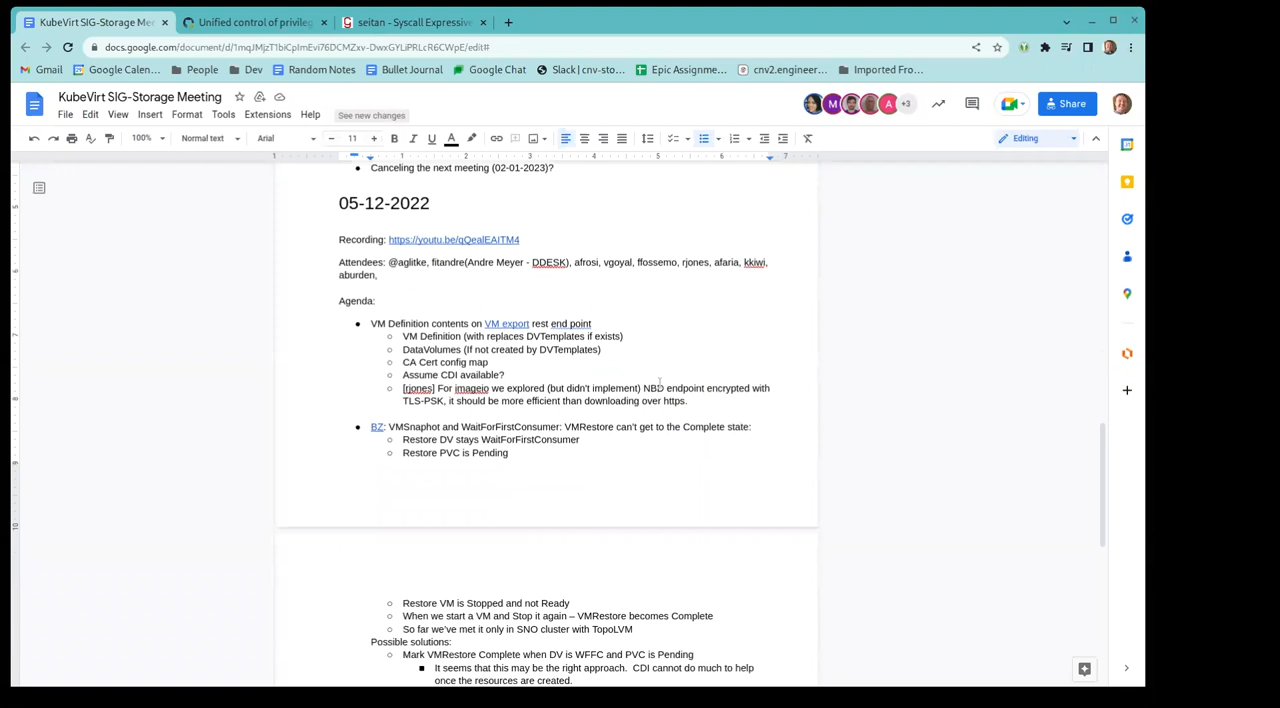 KubeVirt SIG-Storage Mee
Unified control of privileg
seitan - Syscall Expressive
docs.google.com/document/d/1mqJMjzT1biCpImEvi76DCMZxv-DwxGYLiPRLcR6CWpE/edit#
Gmail
Google Calen...
People
Dev
Random Notes
Bullet Journal
Google Chat
Slack | cnv-sto...
Epic Assignme...
cnv2.engineer...
Imported Fro...
KubeVirt SIG-Storage Meeting
File Edit View Insert Format Tools Extensions Help
See new changes
M
A
+3
Share
100%
Normal text
Arial
11
Editing
1 1 2 3 4 5 6 7
Canceling the next meeting (02-01-2023)?
05-12-2022
Recording: https://youtu.be/qQealEAITM4
Attendees: @aglitke, fitandre(Andre Meyer - DDESK), afrosi, vgoyal, ffossemo, rjones, afaria, kkiwi,
aburden,
Agenda:
VM Definition contents on VM export rest end point
VM Definition (with replaces DVTemplates if exists)
DataVolumes (If not created by DVTemplates)
CA Cert config map
Assume CDI available?
[rjones] For imageio we explored (but didn't implement) NBD endpoint encrypted with
TLS-PSK, it should be more efficient than downloading over https.
BZ: VMSnaphot and WaitForFirstConsumer: VMRestore can't get to the Complete state:
Restore DV stays WaitForFirstConsumer
Restore PVC is Pending
Restore VM is Stopped and not Ready
When we start a VM and Stop it again – VMRestore becomes Complete
So far we've met it only in SNO cluster with TopoLVM
Possible solutions:
Mark VMRestore Complete when DV is WFFC and PVC is Pending
It seems that this may be the right approach. CDI cannot do much to help
once the resources are created.